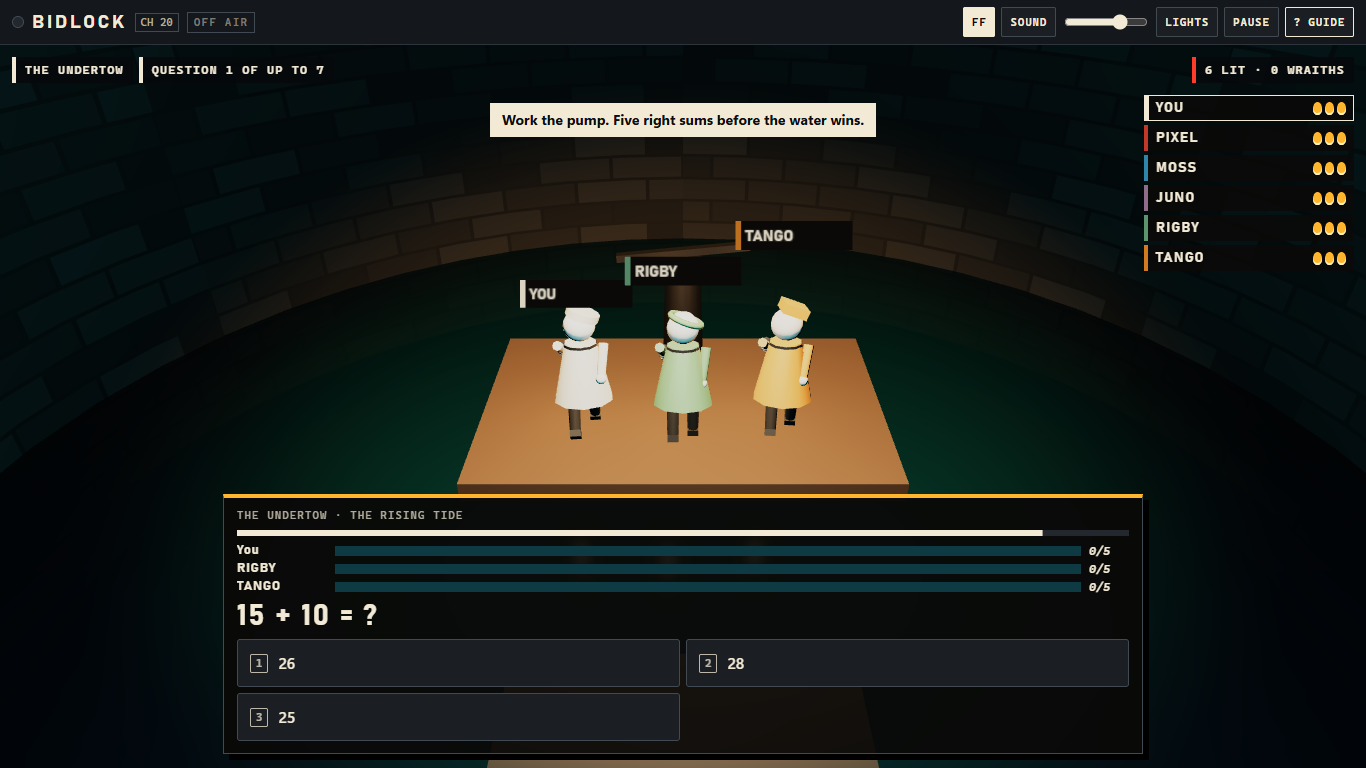 BIDLOCK CH 20 OFF AIR FF SOUND LIGHTS PAUSE ? GUIDE
THE UNDERTOW QUESTION 1 OF UP TO 7 6 LIT · 0 WRAITHS
Work the pump. Five right sums before the water wins.
YOU
PIXEL
MOSS
JUNO
RIGBY
TANGO
TANGO
RIGBY
YOU
THE UNDERTOW · THE RISING TIDE
You 0/5
RIGBY 0/5
TANGO 0/5
15 + 10 = ?
1 26
2 28
3 25